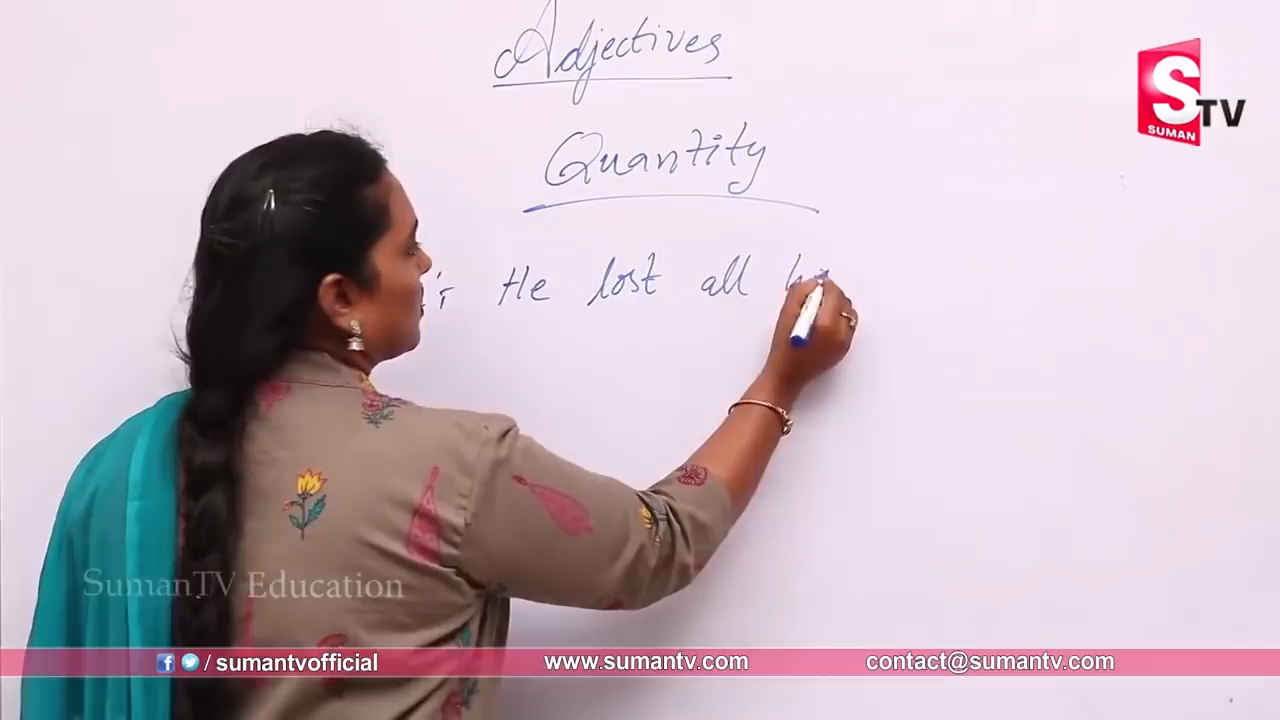 Adjectives
Quantity
He lost all
S TV
SUMAN
SumanTV Education
/ sumantvofficial
www.sumantv.com
contact@sumantv.com